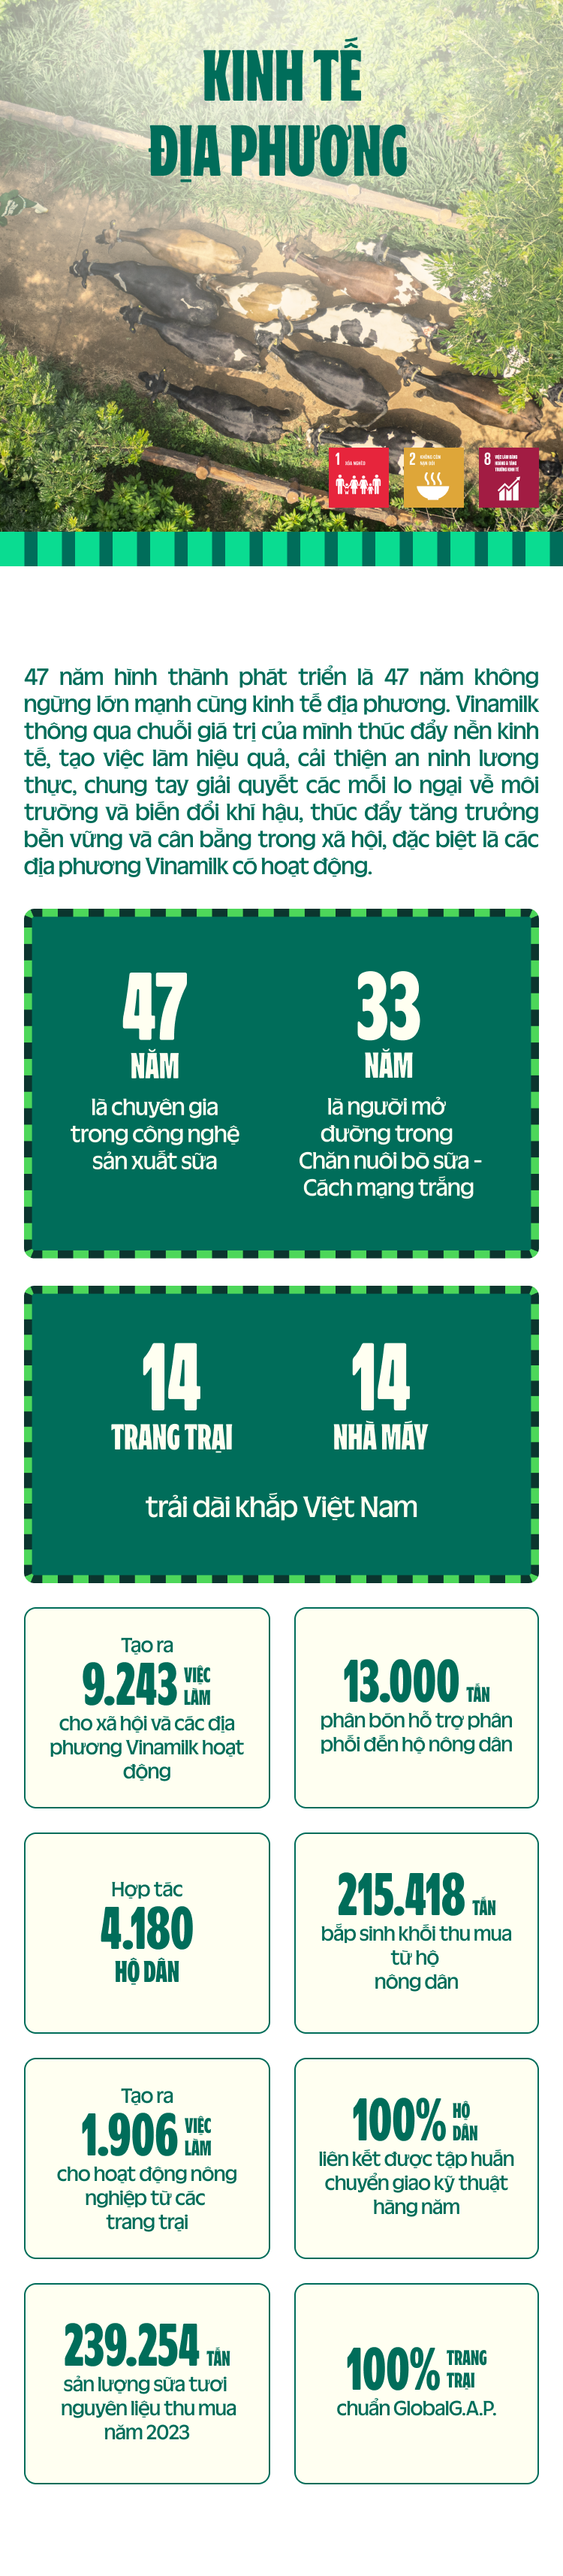 KINH TẾ
ĐỊA PHƯƠNG
1 XÓA NGHÈO
2 KHÔNG CÒN
NẠN ĐÓI
8 VIỆC LÀM BỀN
VỮNG & TĂNG
TRƯỞNG KINH TẾ
47 năm hình thành phát triển là 47 năm không
ngừng lớn mạnh cùng kinh tế địa phương. Vinamilk
thông qua chuỗi giá trị của mình thúc đẩy nền kinh
tế, tạo việc làm hiệu quả, cải thiện an ninh lương
thực, chung tay giải quyết các mối lo ngại về môi
trường và biến đổi khí hậu, thúc đẩy tăng trưởng
bền vững và cân bằng trong xã hội, đặc biệt là các
địa phương Vinamilk có hoạt động.
47
NĂM
là chuyên gia
trong công nghệ
sản xuất sữa
33
NĂM
là người mở
đường trong
Chăn nuôi bò sữa -
Cách mạng trắng
14
TRANG TRẠI
14
NHÀ MÁY
trải dài khắp Việt Nam
Tạo ra
9.243 VIỆC
LÀM
cho xã hội và các địa
phương Vinamilk hoạt
động
13.000 TẤN
phân bón hỗ trợ phân
phối đến hộ nông dân
Hợp tác
4.180
HỘ DÂN
215.418 TẤN
bắp sinh khối thu mua
từ hộ
nông dân
Tạo ra
1.906 VIỆC
LÀM
cho hoạt động nông
nghiệp từ các
trang trại
100% HỘ
DÂN
liên kết được tập huấn
chuyển giao kỹ thuật
hàng năm
239.254 TẤN
sản lượng sữa tươi
nguyên liệu thu mua
năm 2023
100% TRANG
TRẠI
chuẩn GlobalG.A.P.